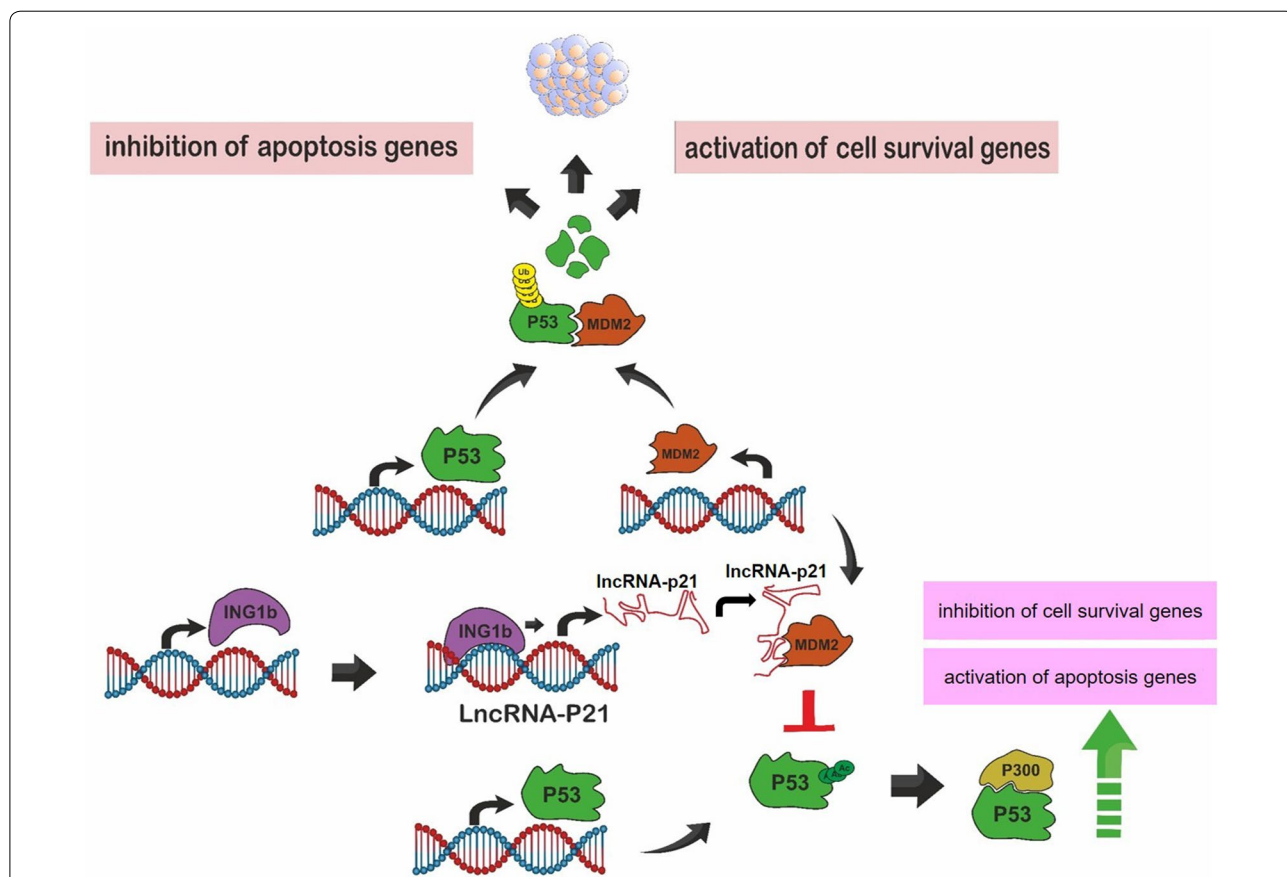 inhibition of apoptosis genes
activation of cell survival genes
Ub
P53
MDM2
P53
MDM2
lncRNA-p21
lncRNA-p21
ING1b
ING1b
MDM2
LncRNA-P21
inhibition of cell survival genes
activation of apoptosis genes
P53
Ac
P53
P300
P53